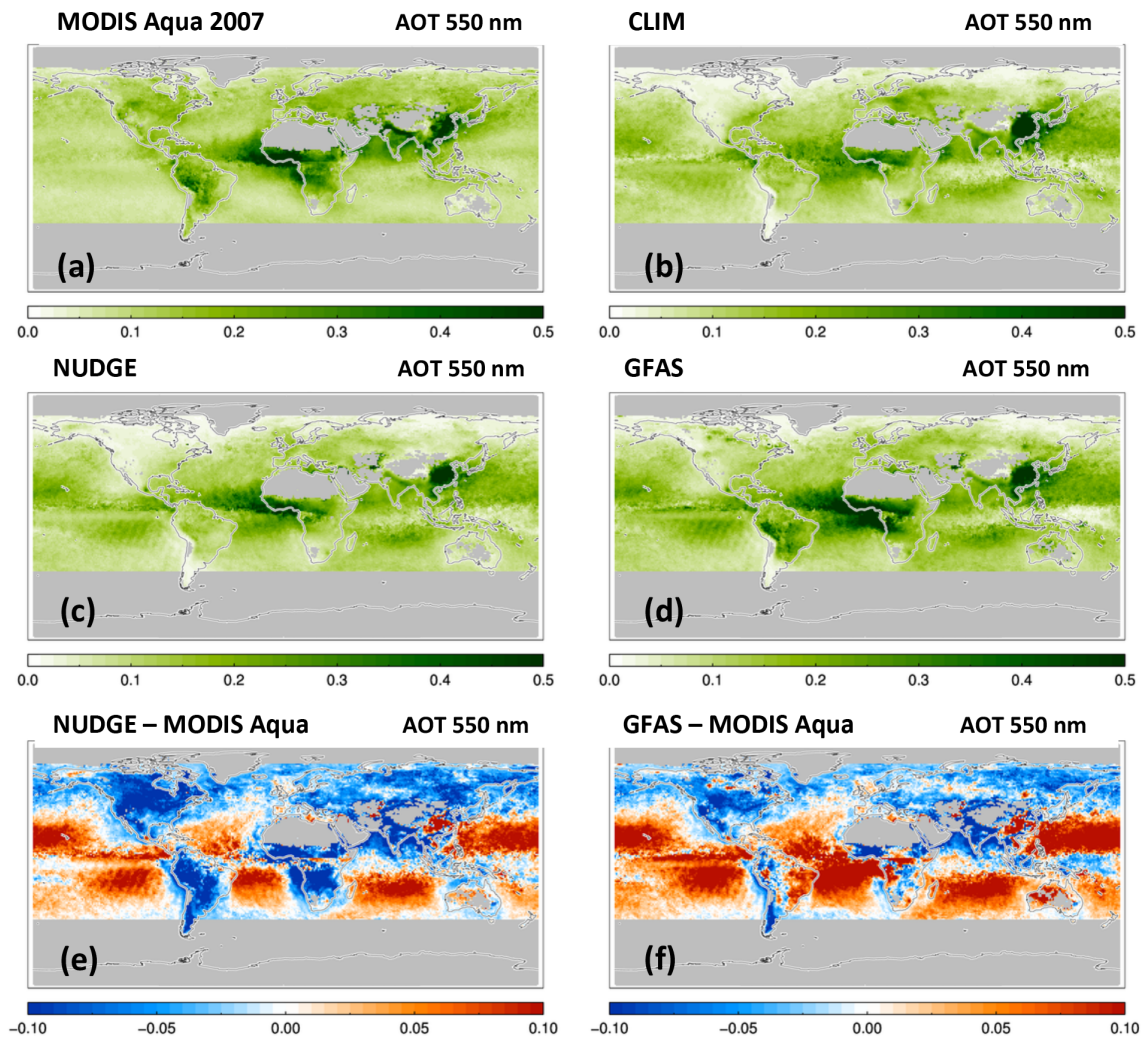 MODIS Aqua 2007 AOT 550 nm CLIM AOT 550 nm
(a) (b)
0.0 0.1 0.2 0.3 0.4 0.5 0.0 0.1 0.2 0.3 0.4 0.5
NUDGE AOT 550 nm GFAS AOT 550 nm
(c) (d)
0.0 0.1 0.2 0.3 0.4 0.5 0.0 0.1 0.2 0.3 0.4 0.5
NUDGE – MODIS Aqua AOT 550 nm GFAS – MODIS Aqua AOT 550 nm
(e) (f)
−0.10 −0.05 0.00 0.05 0.10 −0.10 −0.05 0.00 0.05 0.10